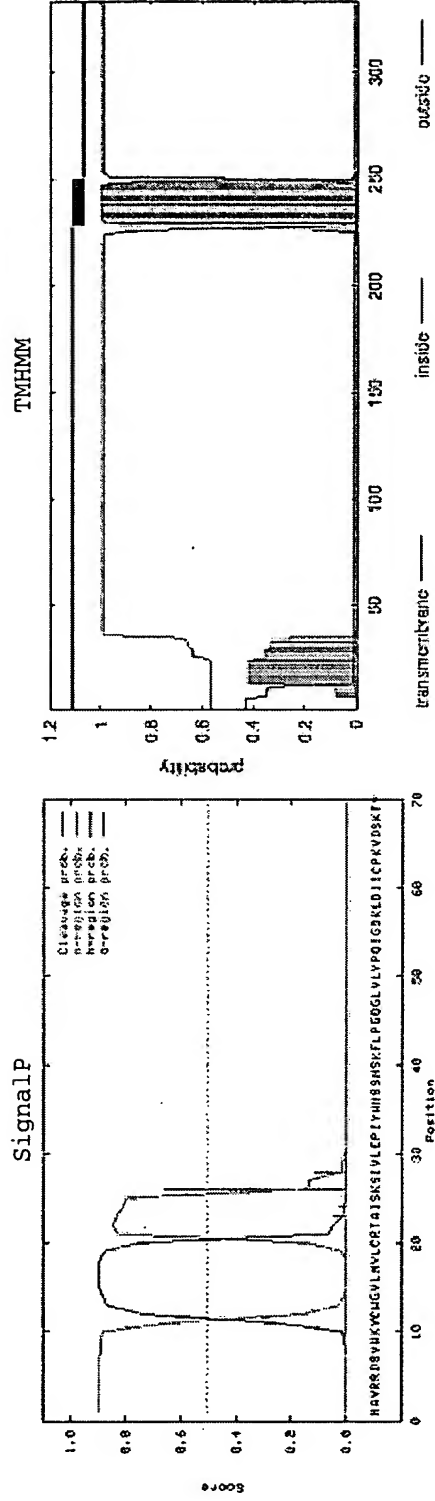 SignalP
Score
1.0
0.8
0.6
0.4
0.2
0.0
Cleavage prob.
n-region prob.
h-region prob.
c-region prob.
0 10 20 30 40 50 60 70
Position
TMHMM
probability
1.2
1
0.8
0.6
0.4
0.2
0
50 100 150 200 250 300
transmembrane
inside
outside